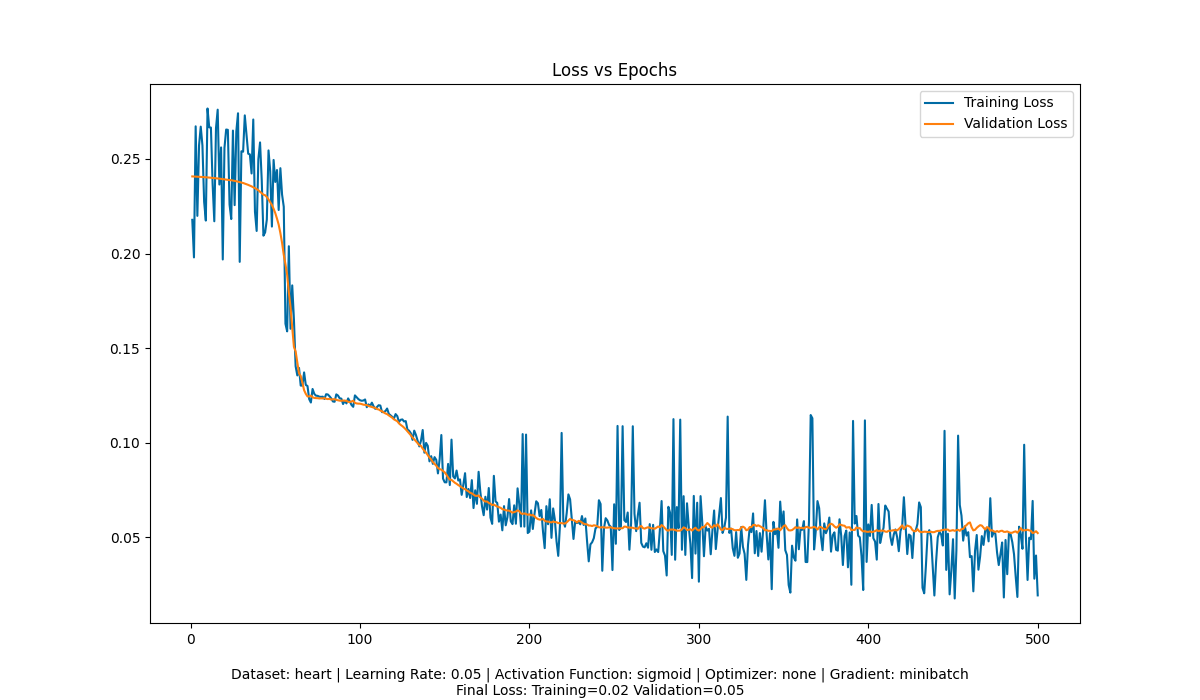 Loss vs Epochs
Training Loss
Validation Loss
0.25
0.20
0.15
0.10
0.05
0 100 200 300 400 500
Dataset: heart | Learning Rate: 0.05 | Activation Function: sigmoid | Optimizer: none | Gradient: minibatch
Final Loss: Training=0.02 Validation=0.05